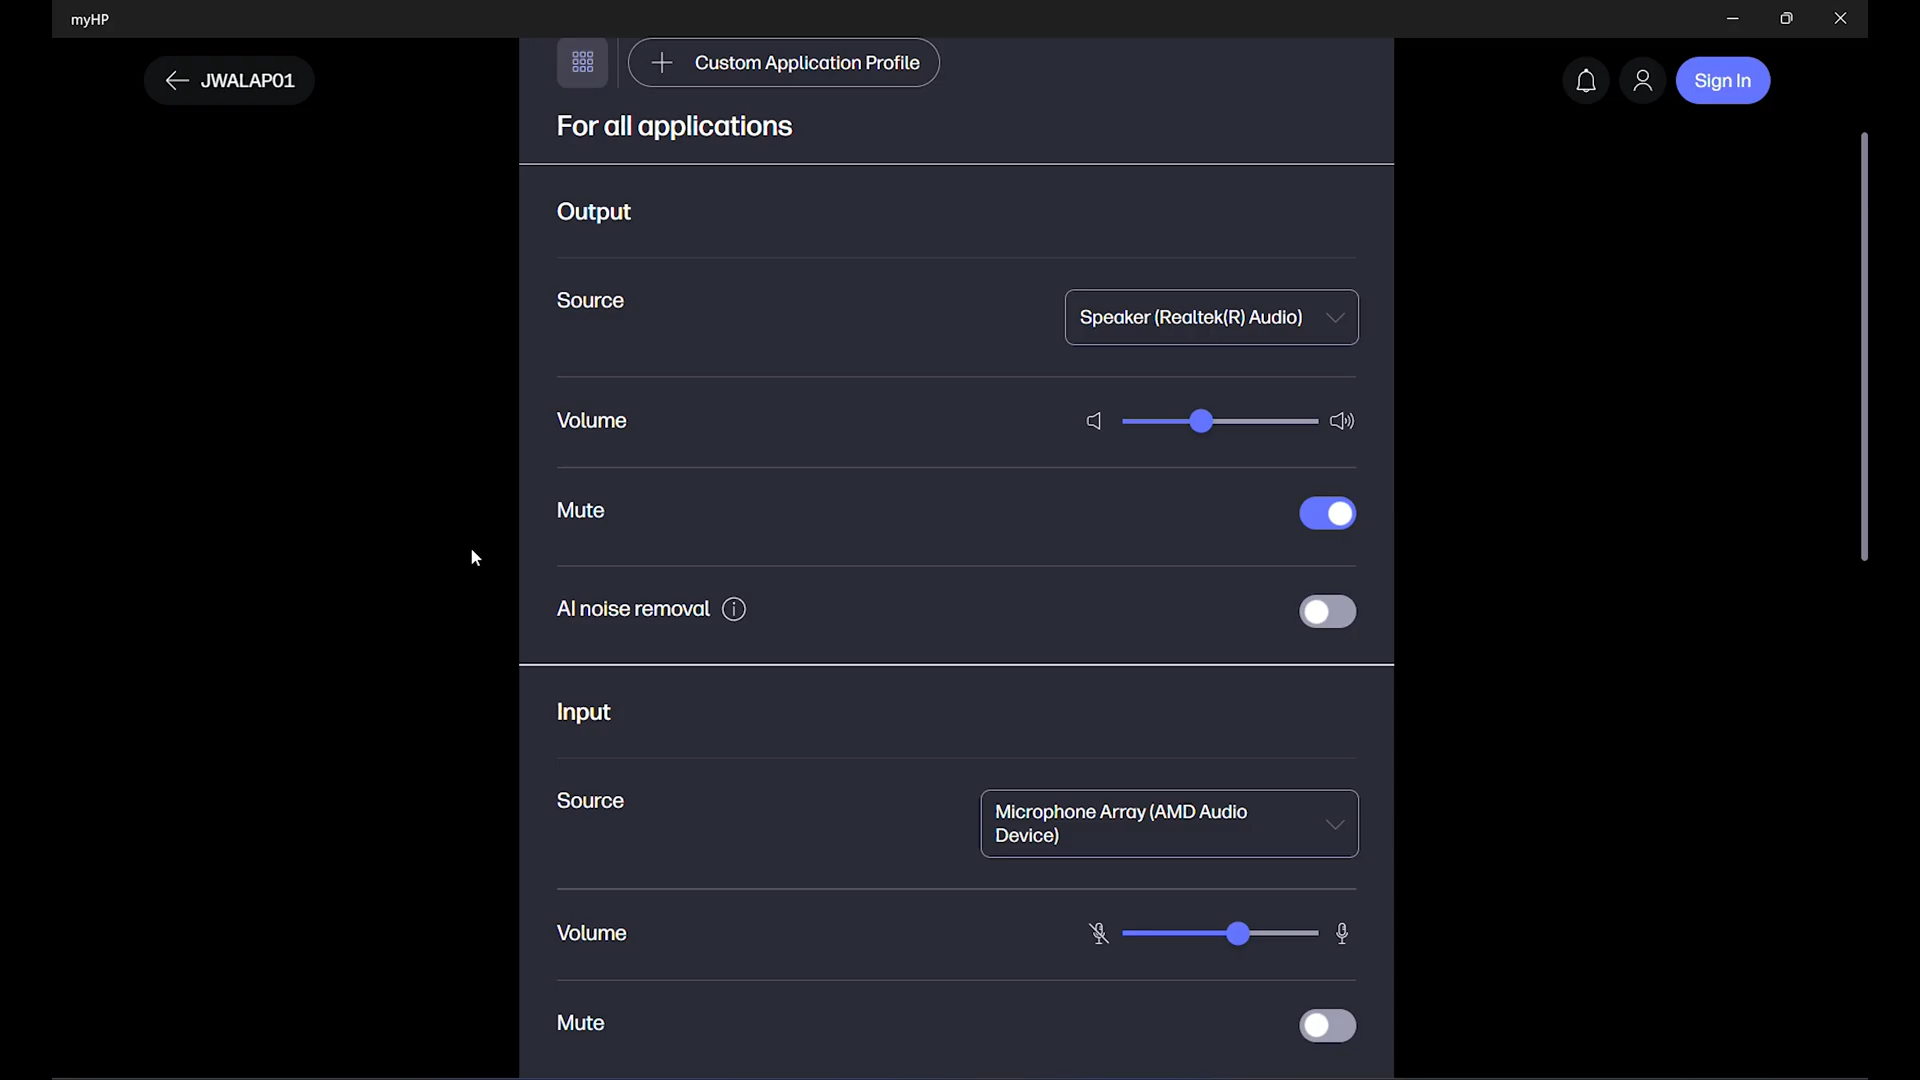 myHP
JWALAP01
Custom Application Profile
Sign In
For all applications
Output
Source
Speaker (Realtek(R) Audio)
Volume
Mute
AI noise removal
Input
Source
Microphone Array (AMD Audio
Device)
Volume
Mute